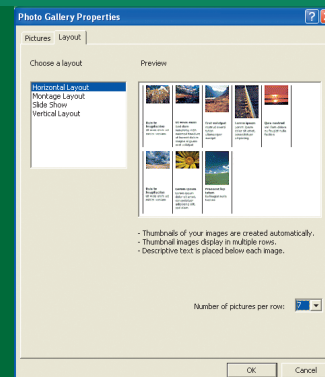 Photo Gallery Properties
Pictures Layout
Choose a layout
Preview
Horizontal Layout
Montage Layout
Slide Show
Vertical Layout
- Thumbnails of your images are created automatically.
- Thumbnail images display in multiple rows.
- Descriptive text is placed below each image.
Number of pictures per row: 7
OK Cancel